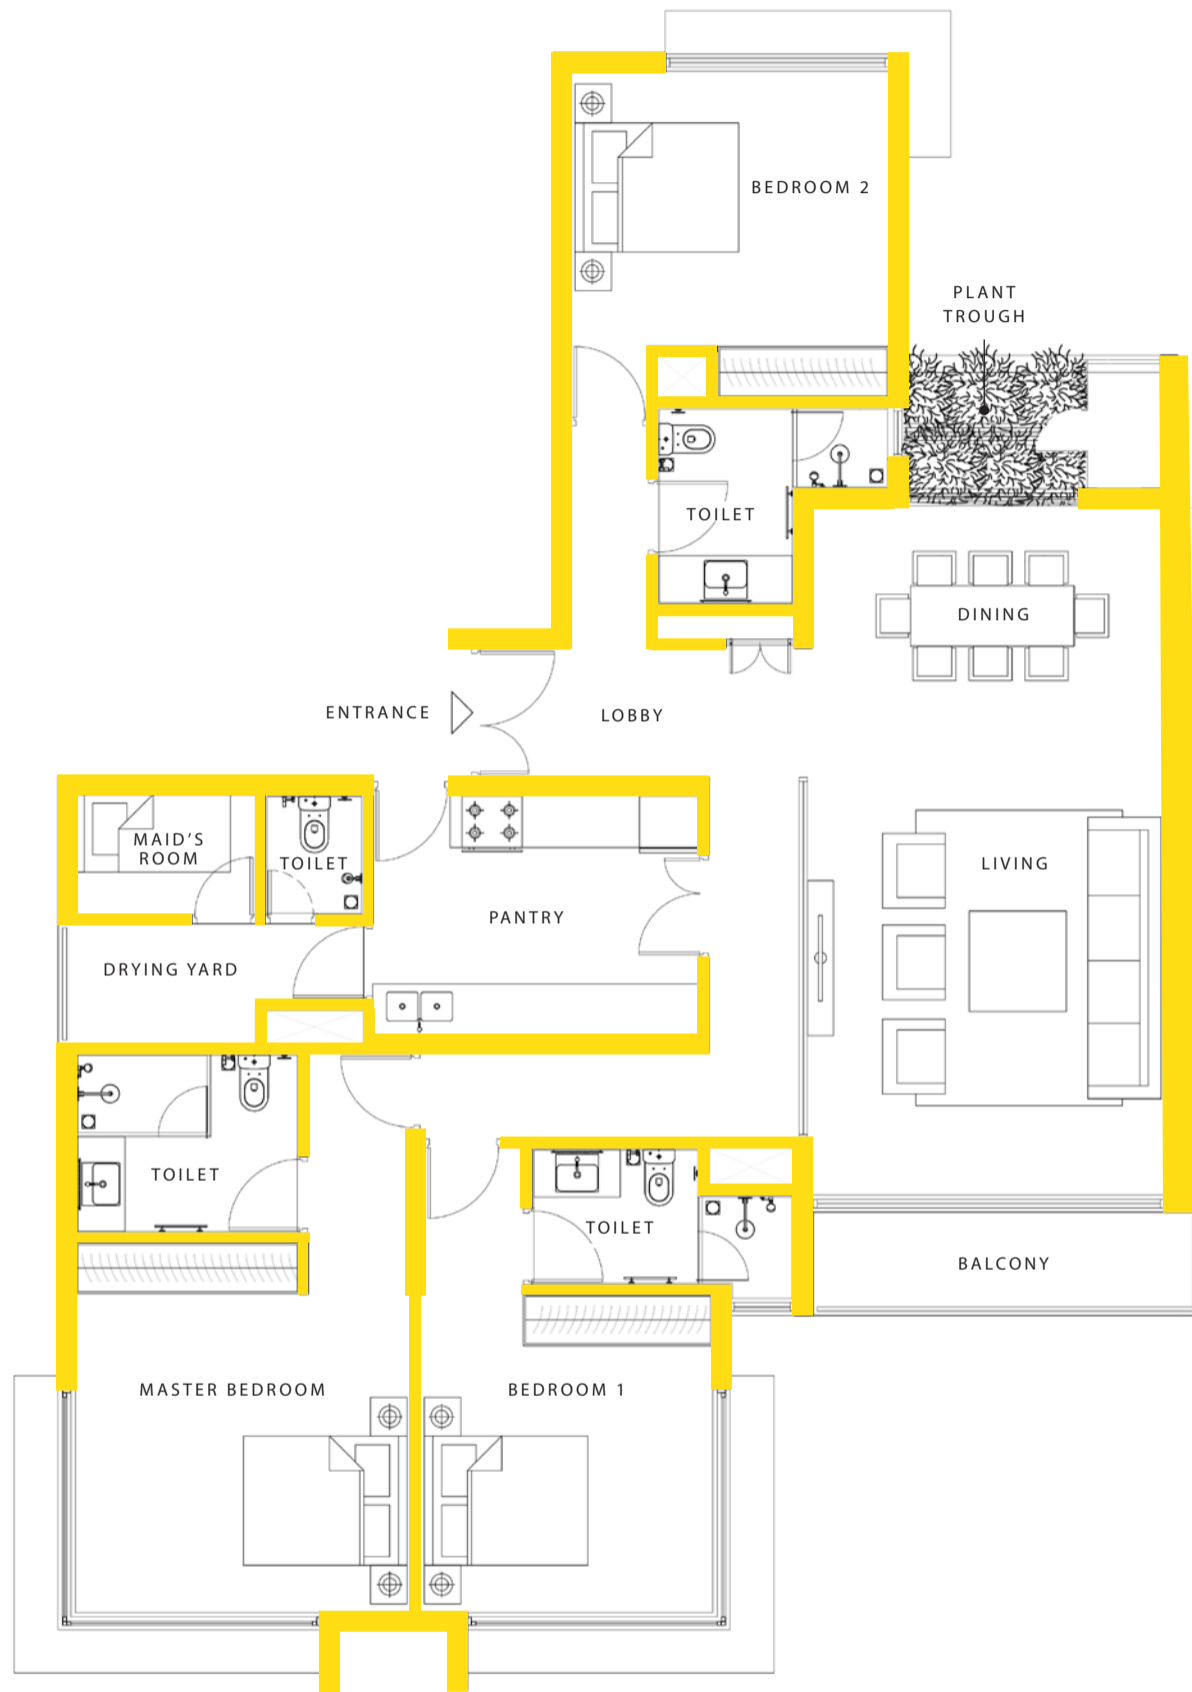 BEDROOM 2
PLANT
TROUGH
TOILET
DINING
ENTRANCE
LOBBY
MAID'S
ROOM
TOILET
LIVING
PANTRY
DRYING YARD
TOILET
TOILET
BALCONY
MASTER BEDROOM
BEDROOM 1